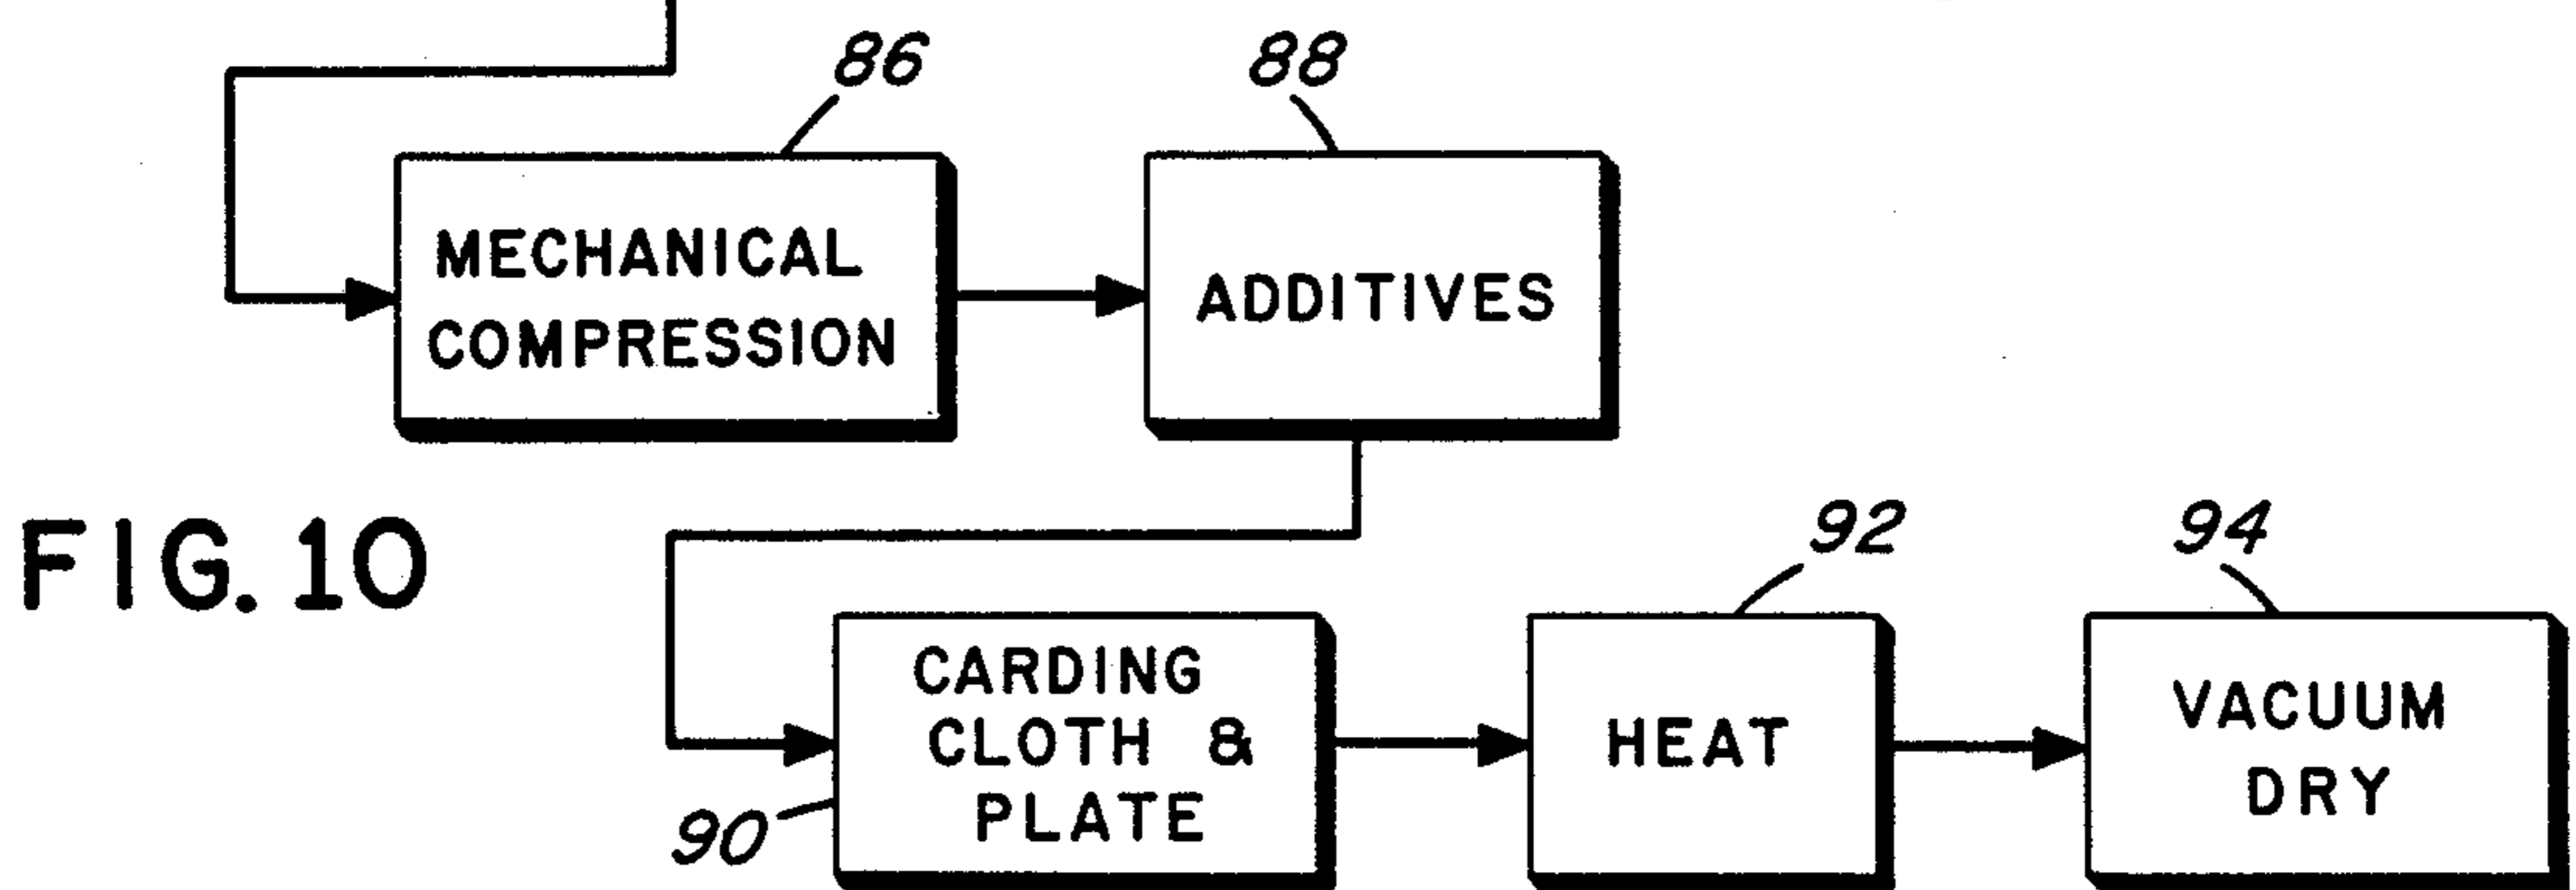 86
88
MECHANICAL
COMPRESSION
ADDITIVES
FIG. 10
92
94
CARDING
CLOTH &
PLATE
HEAT
VACUUM
DRY
90